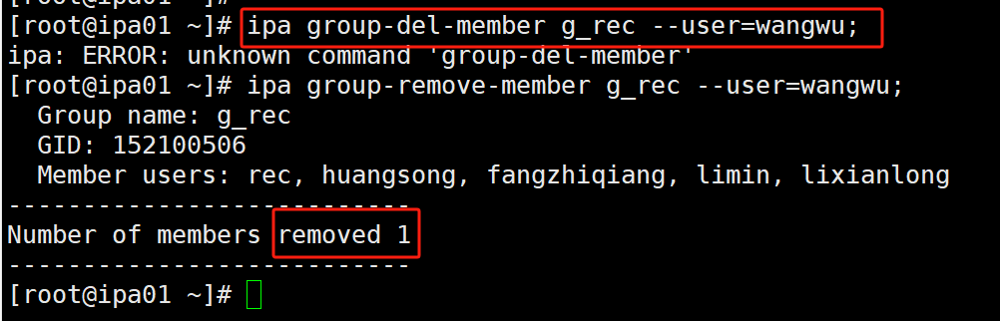 [root@ipa01 ~]# ipa group-del-member g_rec --user=wangwu;
ipa: ERROR: unknown command 'group-del-member'
[root@ipa01 ~]# ipa group-remove-member g_rec --user=wangwu;
  Group name: g_rec
  GID: 152100506
  Member users: rec, huangsong, fangzhiqiang, limin, lixianlong
---------------------------
Number of members removed 1
---------------------------
[root@ipa01 ~]#